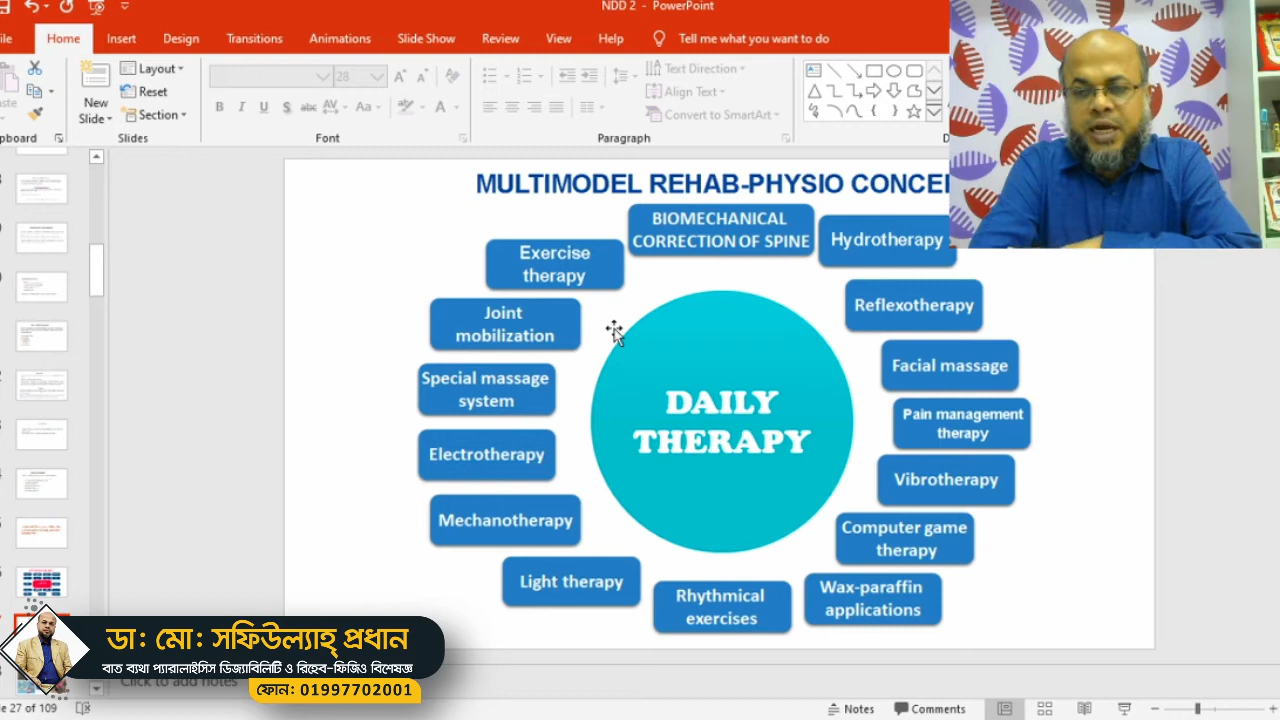 NDD 2 - PowerPoint
Home Insert Design Transitions Animations Slide Show Review View Help Tell me what you want to do
Layout
Reset
Section
New
Slide
28
B I U S abc AV Aa A
Text Direction
Align Text
Convert to SmartArt
Slides Font Paragraph
MULTIMODEL REHAB-PHYSIO
BIOMECHANICAL
CORRECTION OF SPINE
Hydrotherapy
Exercise
therapy
Reflexotherapy
Joint
mobilization
Facial massage
Special massage
system
Pain management
therapy
DAILY
THERAPY
Electrotherapy
Vibrotherapy
Mechanotherapy
Computer game
therapy
Light therapy
Rhythmical
exercises
Wax-paraffin
applications
ডাঃ মোঃ সফিউল্যাহ্ প্রধান
বাত ব্যথা প্যারালাইসিস ডিজ্যাবিলিটি ও রিহেব-ফিজিও বিশেষজ্ঞ
ফোন: 01997702001
Click to add notes
27 of 109
Notes Comments